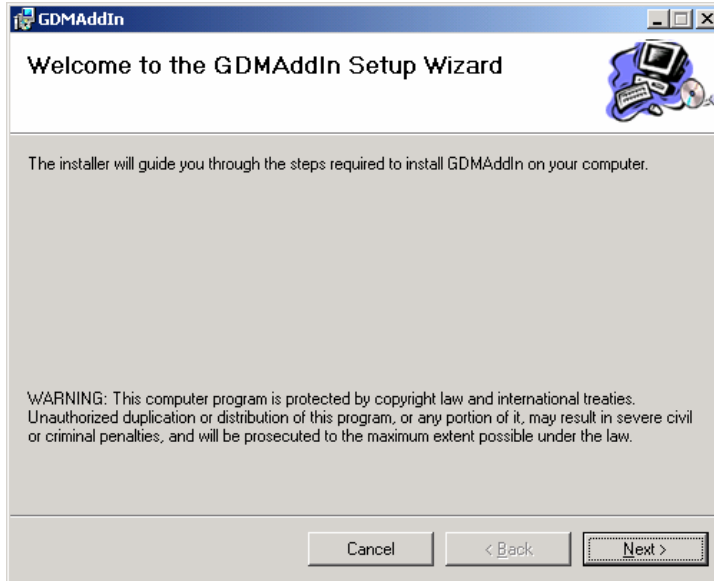 GDMAddIn
Welcome to the GDMAddIn Setup Wizard
The installer will guide you through the steps required to install GDMAddIn on your computer.
WARNING: This computer program is protected by copyright law and international treaties.
Unauthorized duplication or distribution of this program, or any portion of it, may result in severe civil
or criminal penalties, and will be prosecuted to the maximum extent possible under the law.
Cancel
< Back
Next >